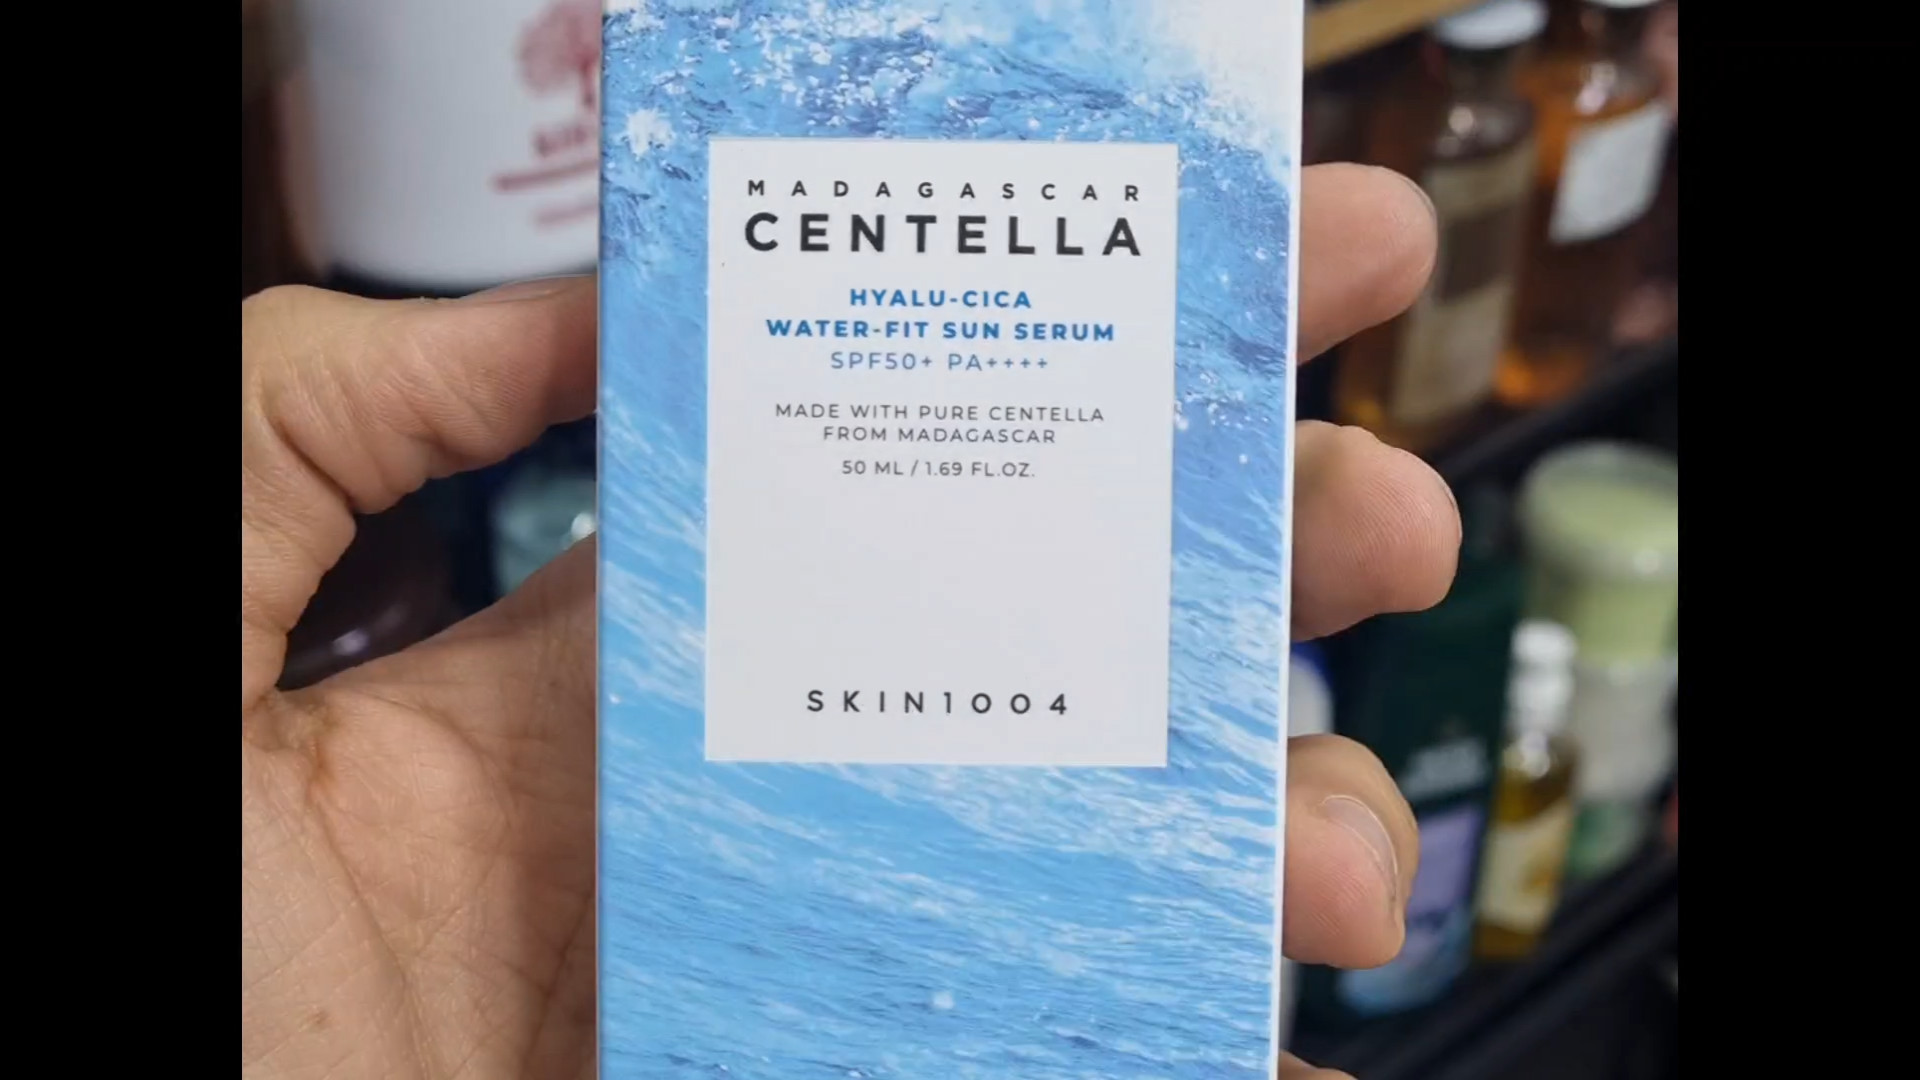 MADAGASCAR
CENTELLA
HYALU-CICA
WATER-FIT SUN SERUM
SPF50+ PA++++
MADE WITH PURE CENTELLA
FROM MADAGASCAR
50 ML / 1.69 FL.OZ.
SKIN1004